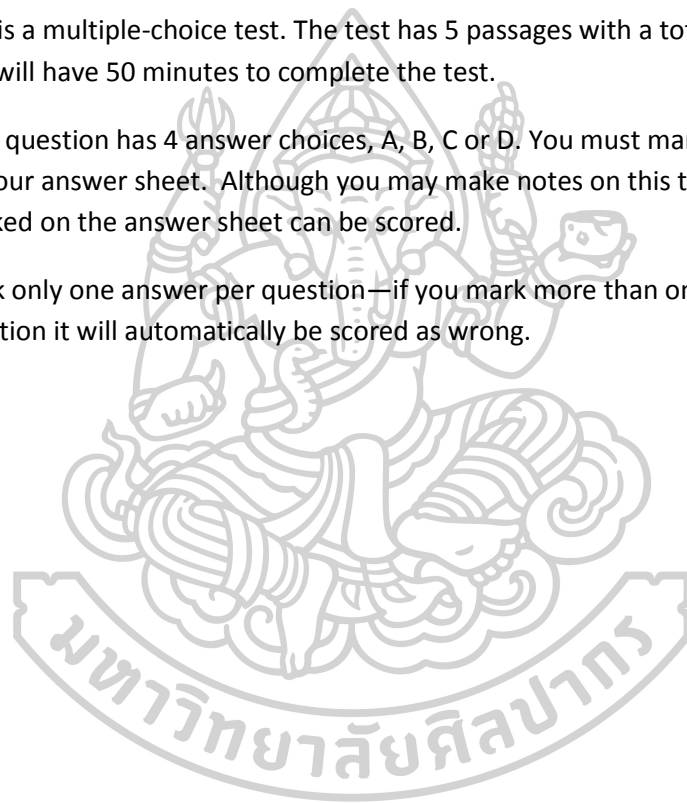 is a multiple-choice test. The test has 5 passages with a to
will have 50 minutes to complete the test.
question has 4 answer choices, A, B, C or D. You must mar
our answer sheet. Although you may make notes on this t
ked on the answer sheet can be scored.
k only one answer per question—if you mark more than on
tion it will automatically be scored as wrong.
มหาวิทยาลัยศิลปากร